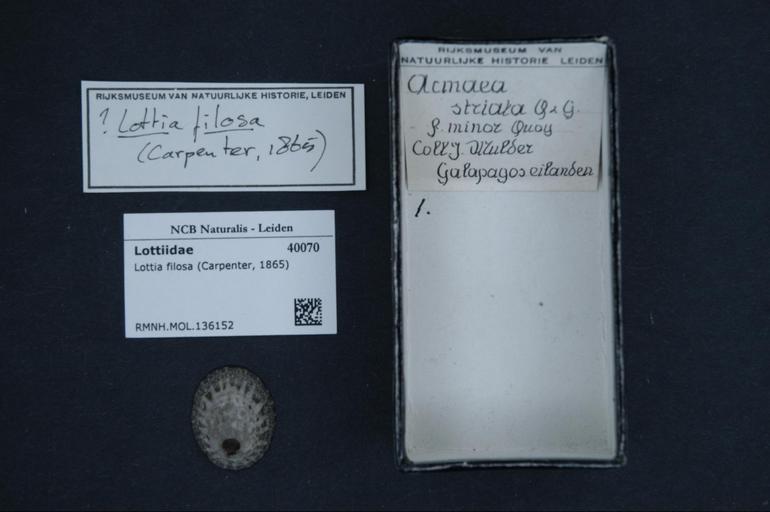 RIJKSMUSEUM VAN NATUURLIJKE HISTORIE, LEIDEN
? Lottia filosa
(Carpenter, 1865)
NCB Naturalis - Leiden
Lottiidae 40070
Lottia filosa (Carpenter, 1865)
RMNH.MOL.136152
RIJKSMUSEUM VAN
NATUURLIJKE HISTORIE LEIDEN
Acmaea
striata Q & G.
f. minor Quoy
Coll J. Mulder
Galapagos eilanden
1.